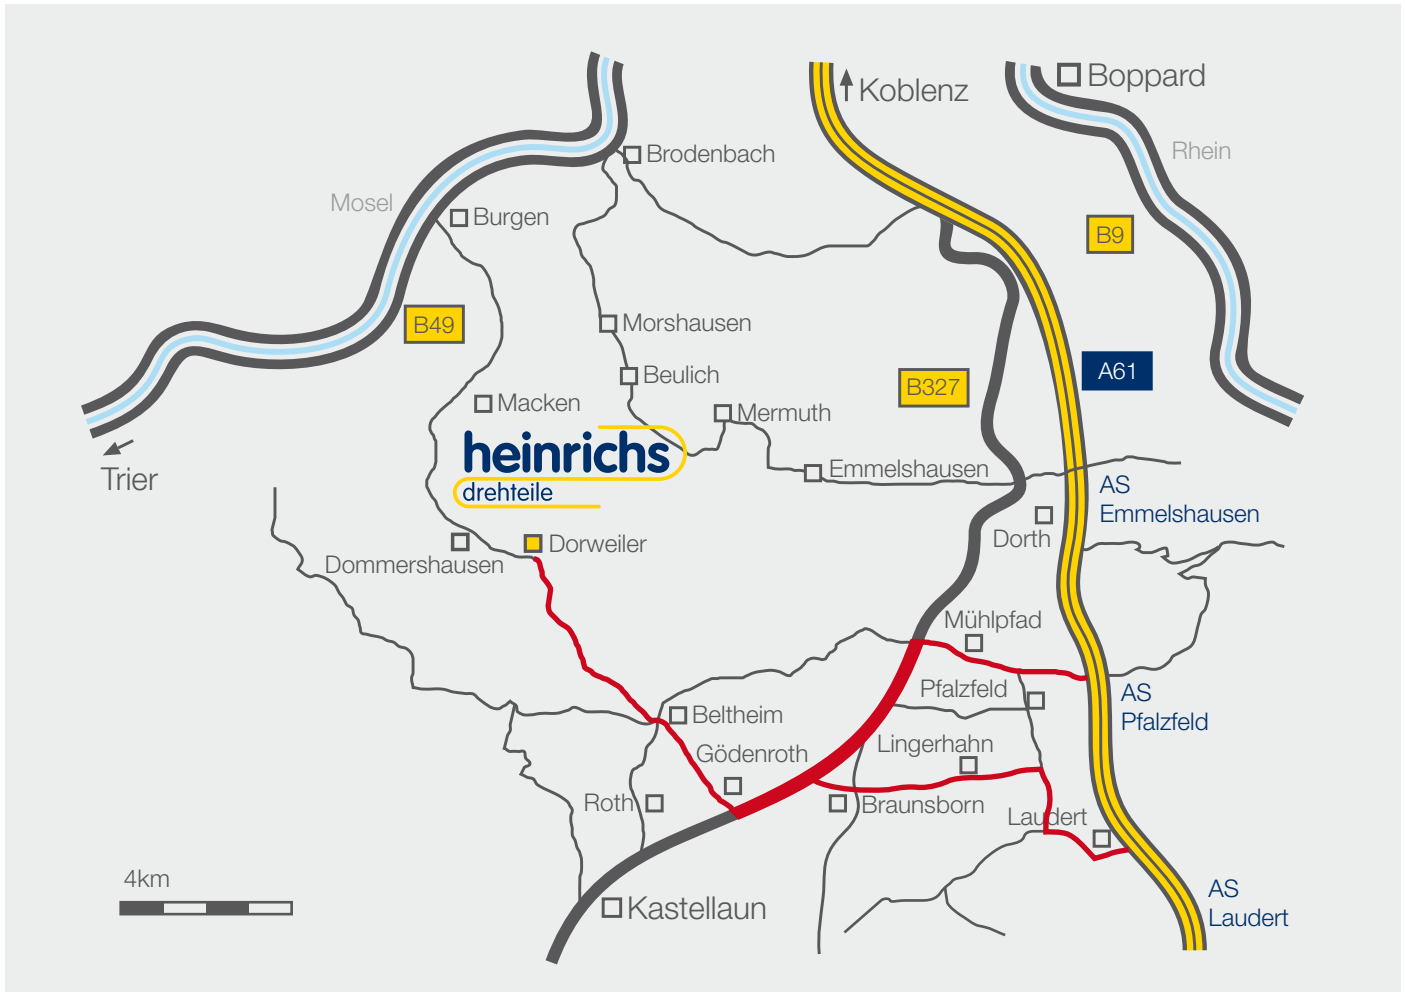 Boppard
Koblenz
Rhein
Brodenbach
Mosel
Burgen
B9
B49
Morshausen
A61
Beulich
B327
Macken
Mermuth
heinrichs
drehteile
Trier
Emmelshausen
AS
Emmelshausen
Dorth
Dorweiler
Dommershausen
Mühlpfad
Pfalzfeld
AS
Pfalzfeld
Beltheim
Lingerhahn
Gödenroth
Roth
Braunsborn
Laudert
4km
AS
Laudert
Kastellaun